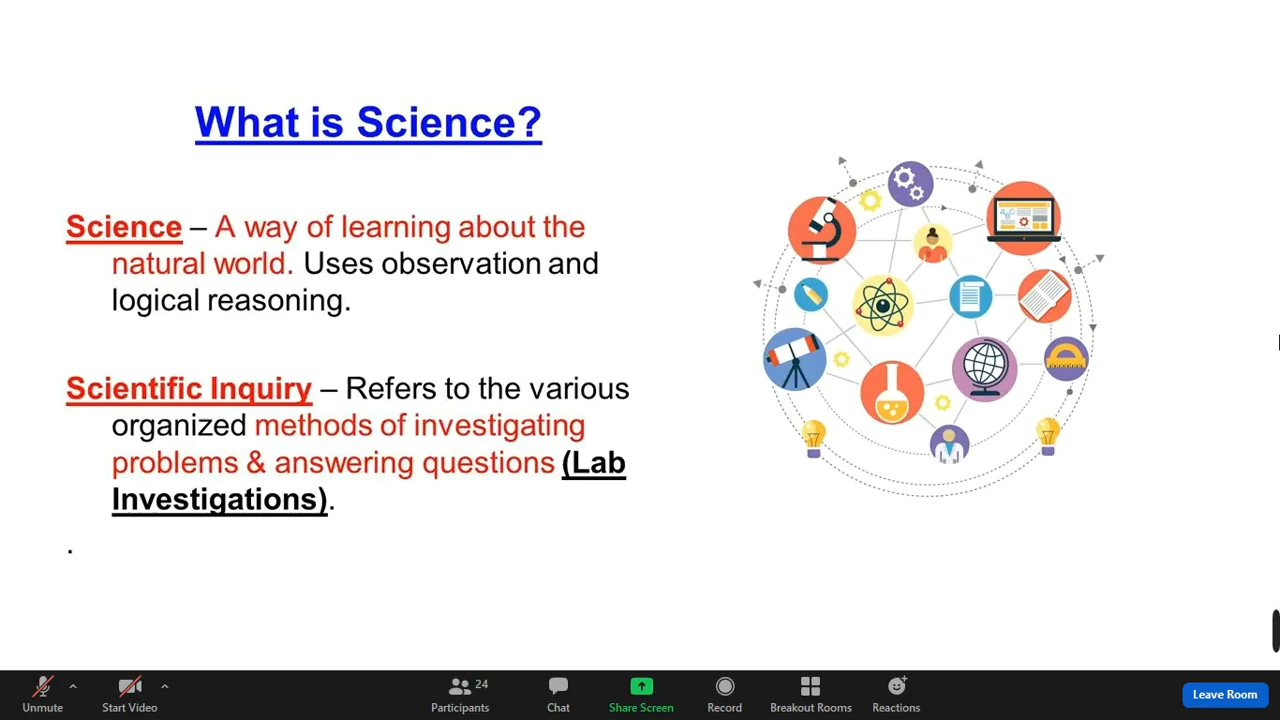 What is Science?
Science – A way of learning about the
natural world. Uses observation and
logical reasoning.
Scientific Inquiry – Refers to the various
organized methods of investigating
problems & answering questions (Lab
Investigations).
.
24
Unmute
Start Video
Participants
Chat
Share Screen
Record
Breakout Rooms
Reactions
Leave Room